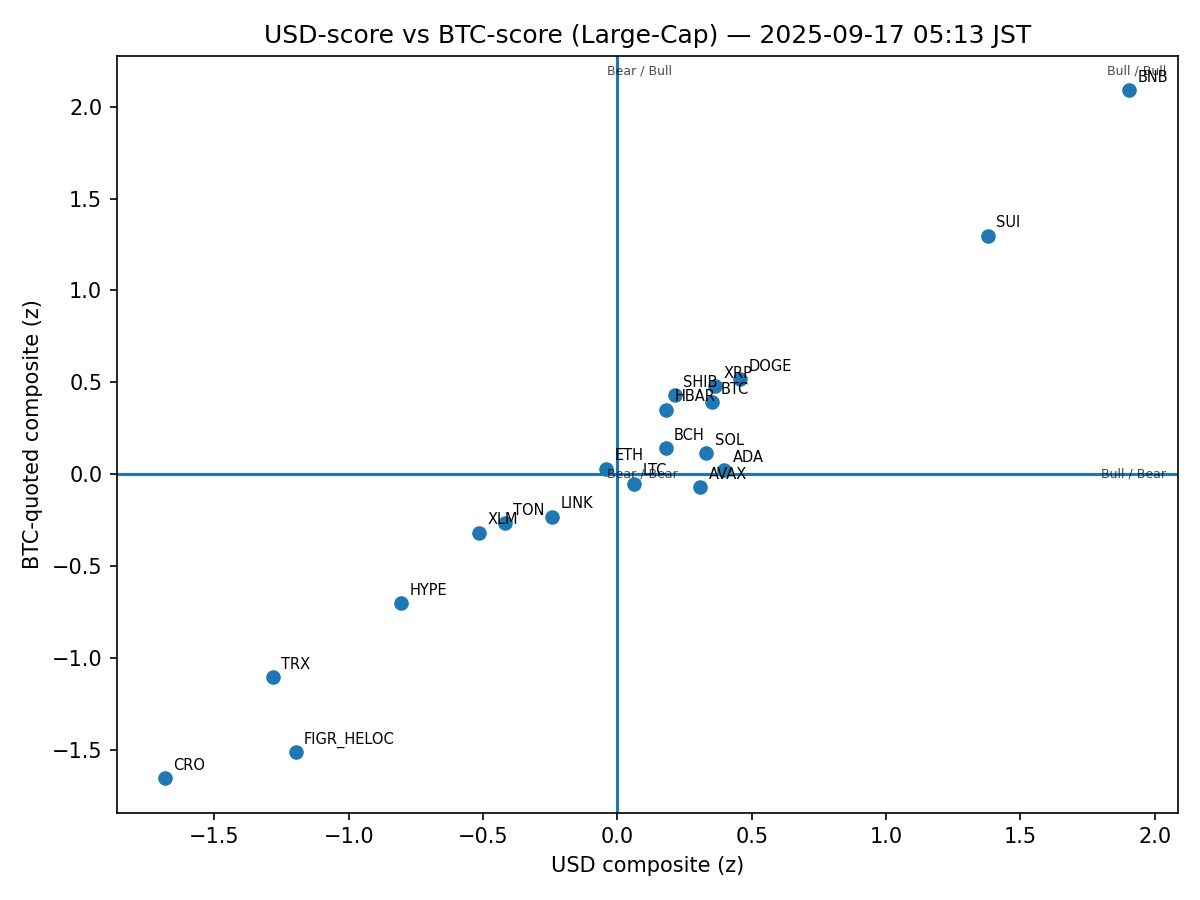 USD-score vs BTC-score (Large-Cap) — 2025-09-17 05:13 JST
Bear / Bull
Bull / Bull
BNB
SUI
DOGE
XRP
SHIB
BTC
HBAR
BCH
SOL
ETH
ADA
LTC
AVAX
Bear / Bear
Bull / Bear
LINK
TON
XLM
HYPE
TRX
FIGR_HELOC
CRO
2.0
1.5
1.0
0.5
0.0
−0.5
−1.0
−1.5
BTC-quoted composite (z)
−1.5
−1.0
−0.5
0.0
0.5
1.0
1.5
2.0
USD composite (z)